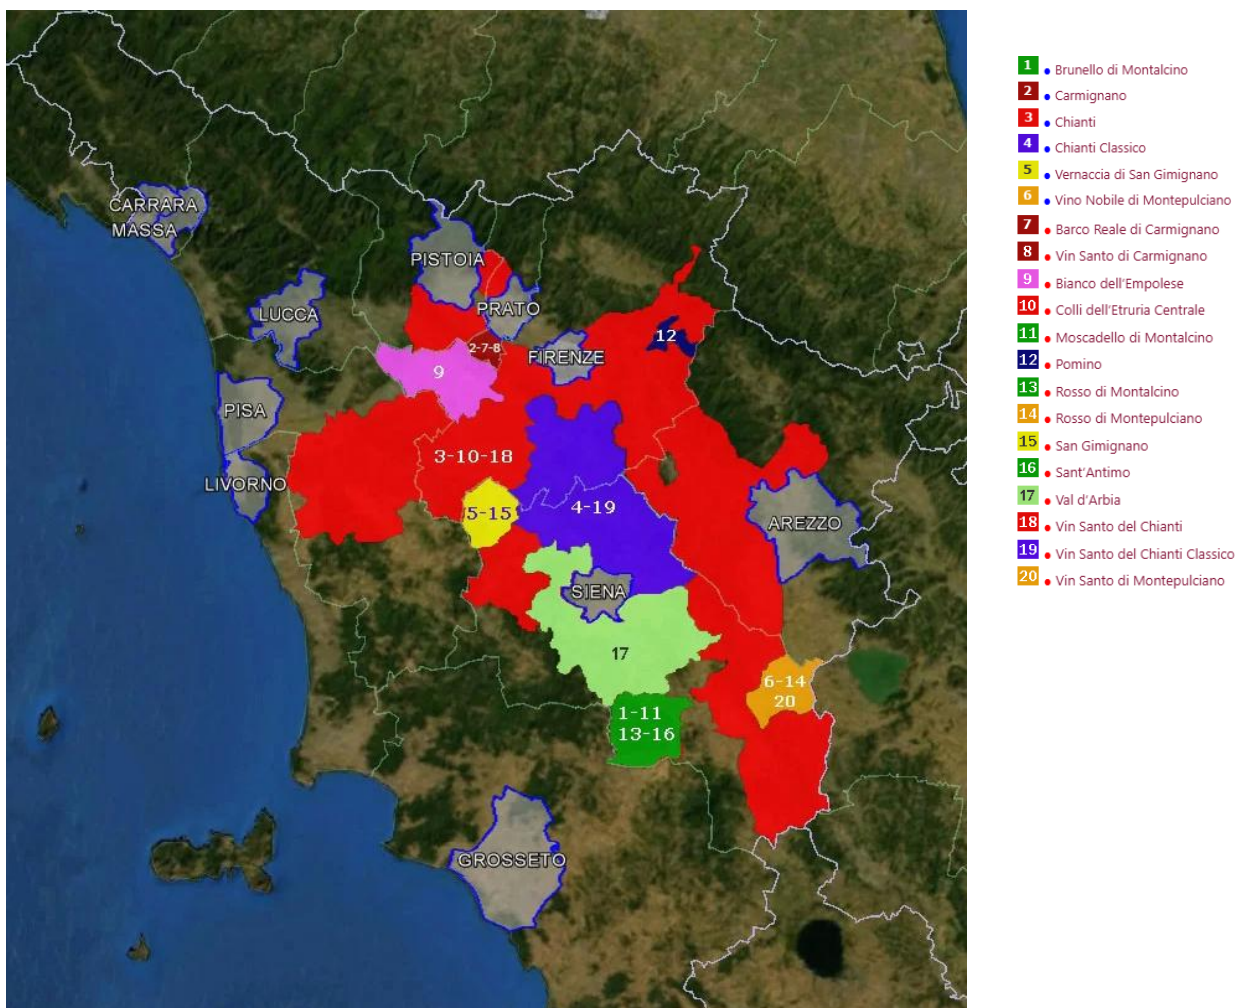 CARRARA
MASSA
PISTOIA
LUCCA
PRATO
12
2-7-8
FIRENZE
9
PISA
3-10-18
LIVORNO
5-15
4-19
AREZZO
SIENA
17
6-14
20
1-11
13-16
GROSSETO
1 • Brunello di Montalcino
2 • Carmignano
3 • Chianti
4 • Chianti Classico
5 • Vernaccia di San Gimignano
6 • Vino Nobile di Montepulciano
7 • Barco Reale di Carmignano
8 • Vin Santo di Carmignano
9 • Bianco dell'Empolese
10 • Colli dell'Etruria Centrale
11 • Moscadello di Montalcino
12 • Pomino
13 • Rosso di Montalcino
14 • Rosso di Montepulciano
15 • San Gimignano
16 • Sant'Antimo
17 • Val d'Arbia
18 • Vin Santo del Chianti
19 • Vin Santo del Chianti Classico
20 • Vin Santo di Montepulciano